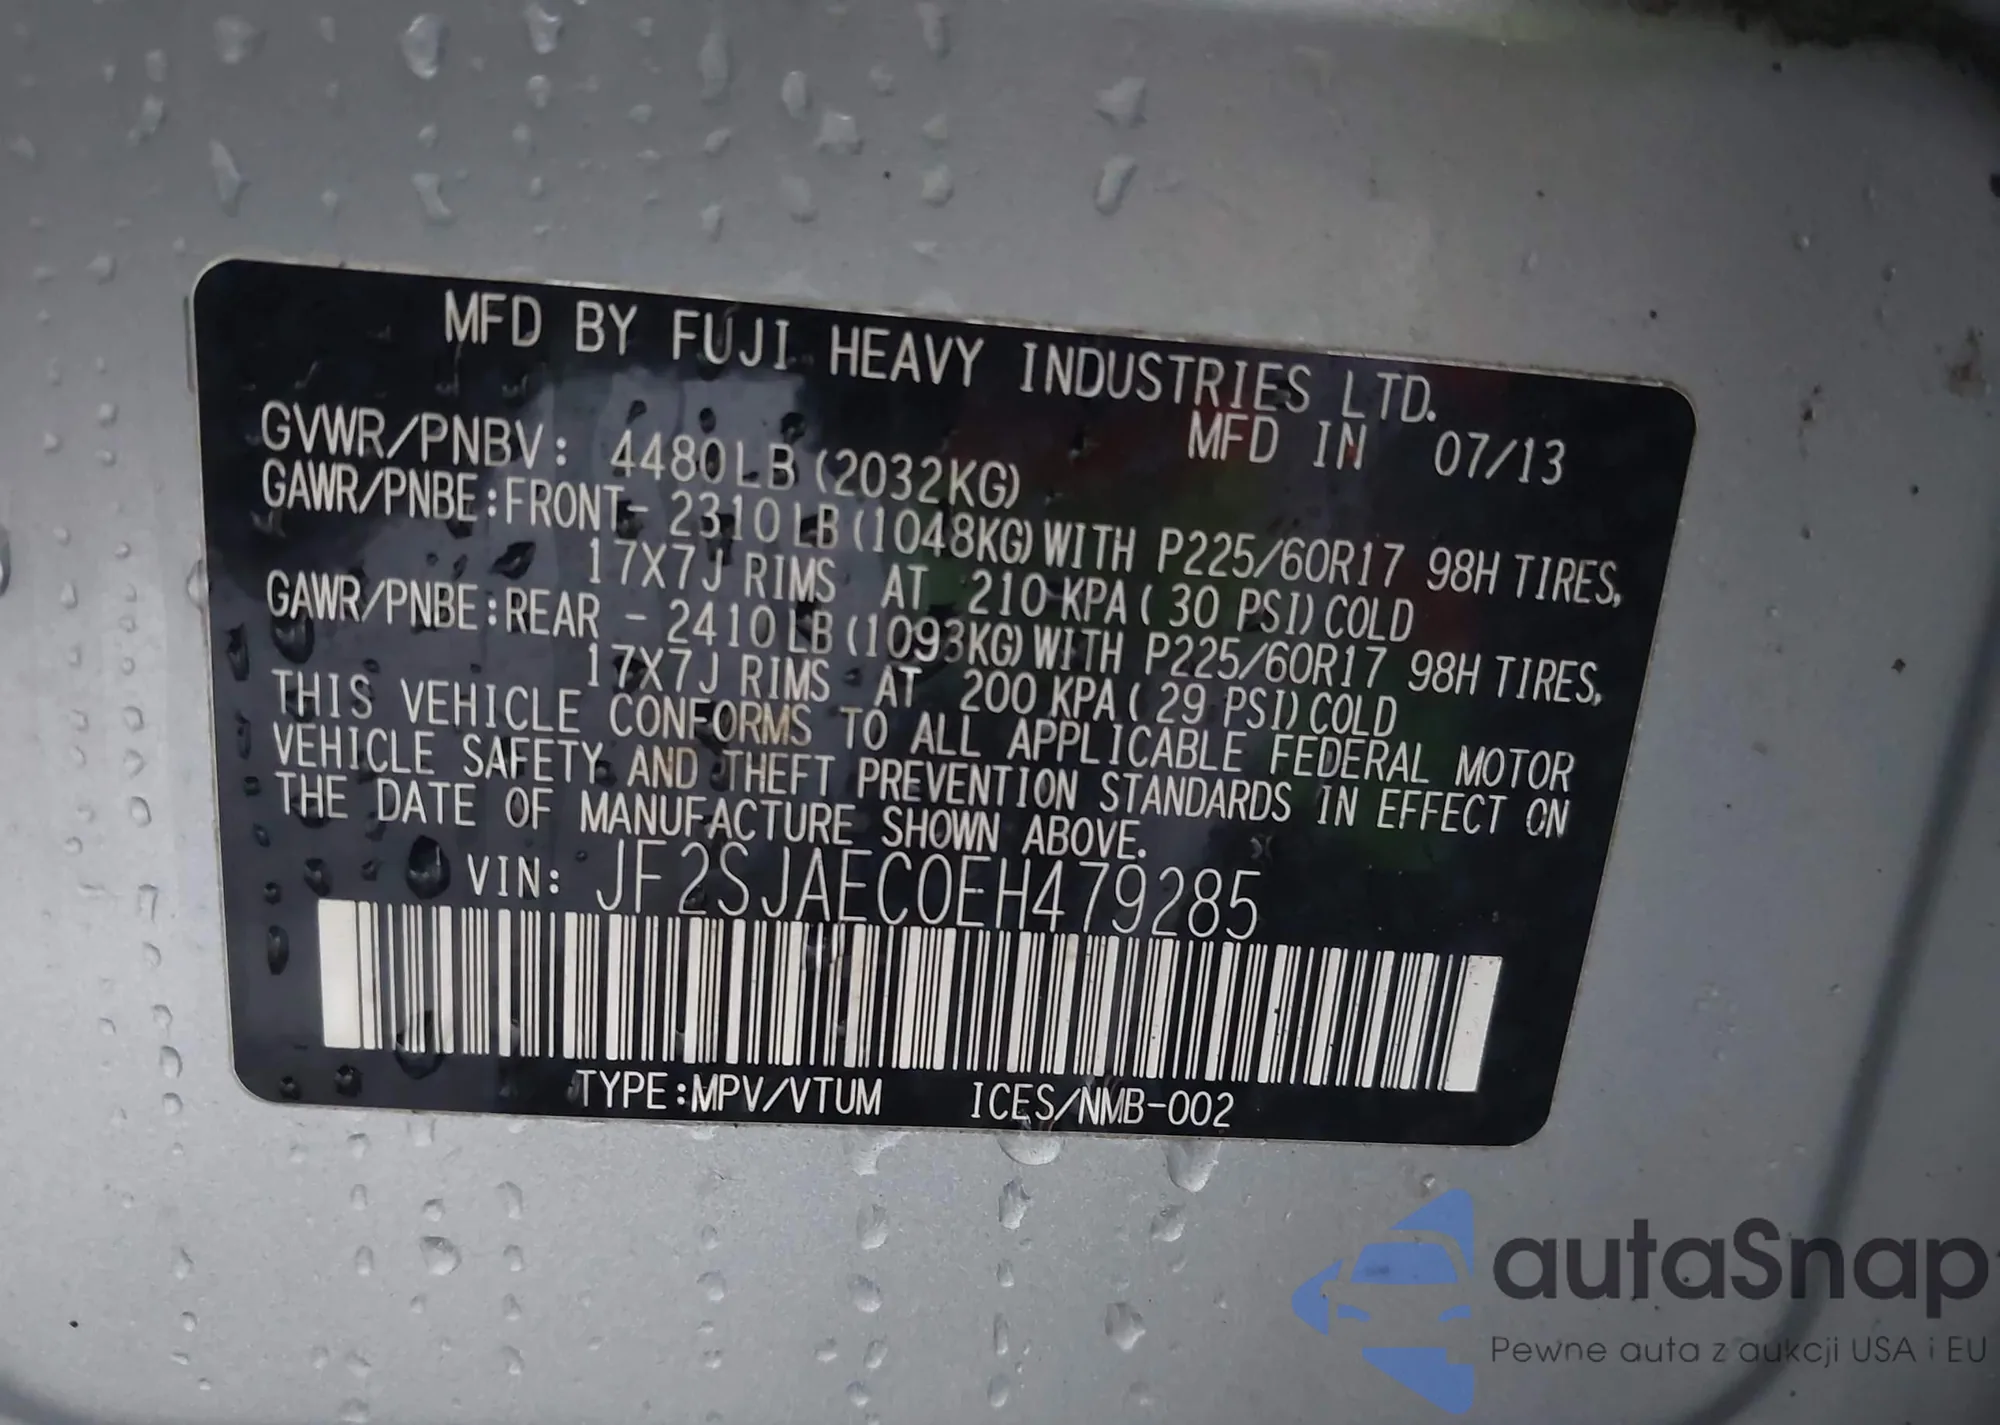 MFD BY FUJI HEAVY INDUSTRIES LTD.
MFD IN 07/13
GVWR/PNBV: 4480LB (2032KG)
GAWR/PNBE:FRONT- 2310LB(1048KG)WITH P225/60R17 98H TIRES,
17X7J RIMS AT 210 KPA( 30 PSI)COLD
GAWR/PNBE:REAR - 2410LB(1093KG)WITH P225/60R17 98H TIRES,
17X7J RIMS AT 200 KPA( 29 PSI)COLD
THIS VEHICLE CONFORMS TO ALL APPLICABLE FEDERAL MOTOR
VEHICLE SAFETY AND THEFT PREVENTION STANDARDS IN EFFECT ON
THE DATE OF MANUFACTURE SHOWN ABOVE.
VIN: JF2SJAEC0EH479285
TYPE:MPV/VTUM ICES/NMB-002
autaSnap
Pewne auta z aukcji USA i EU